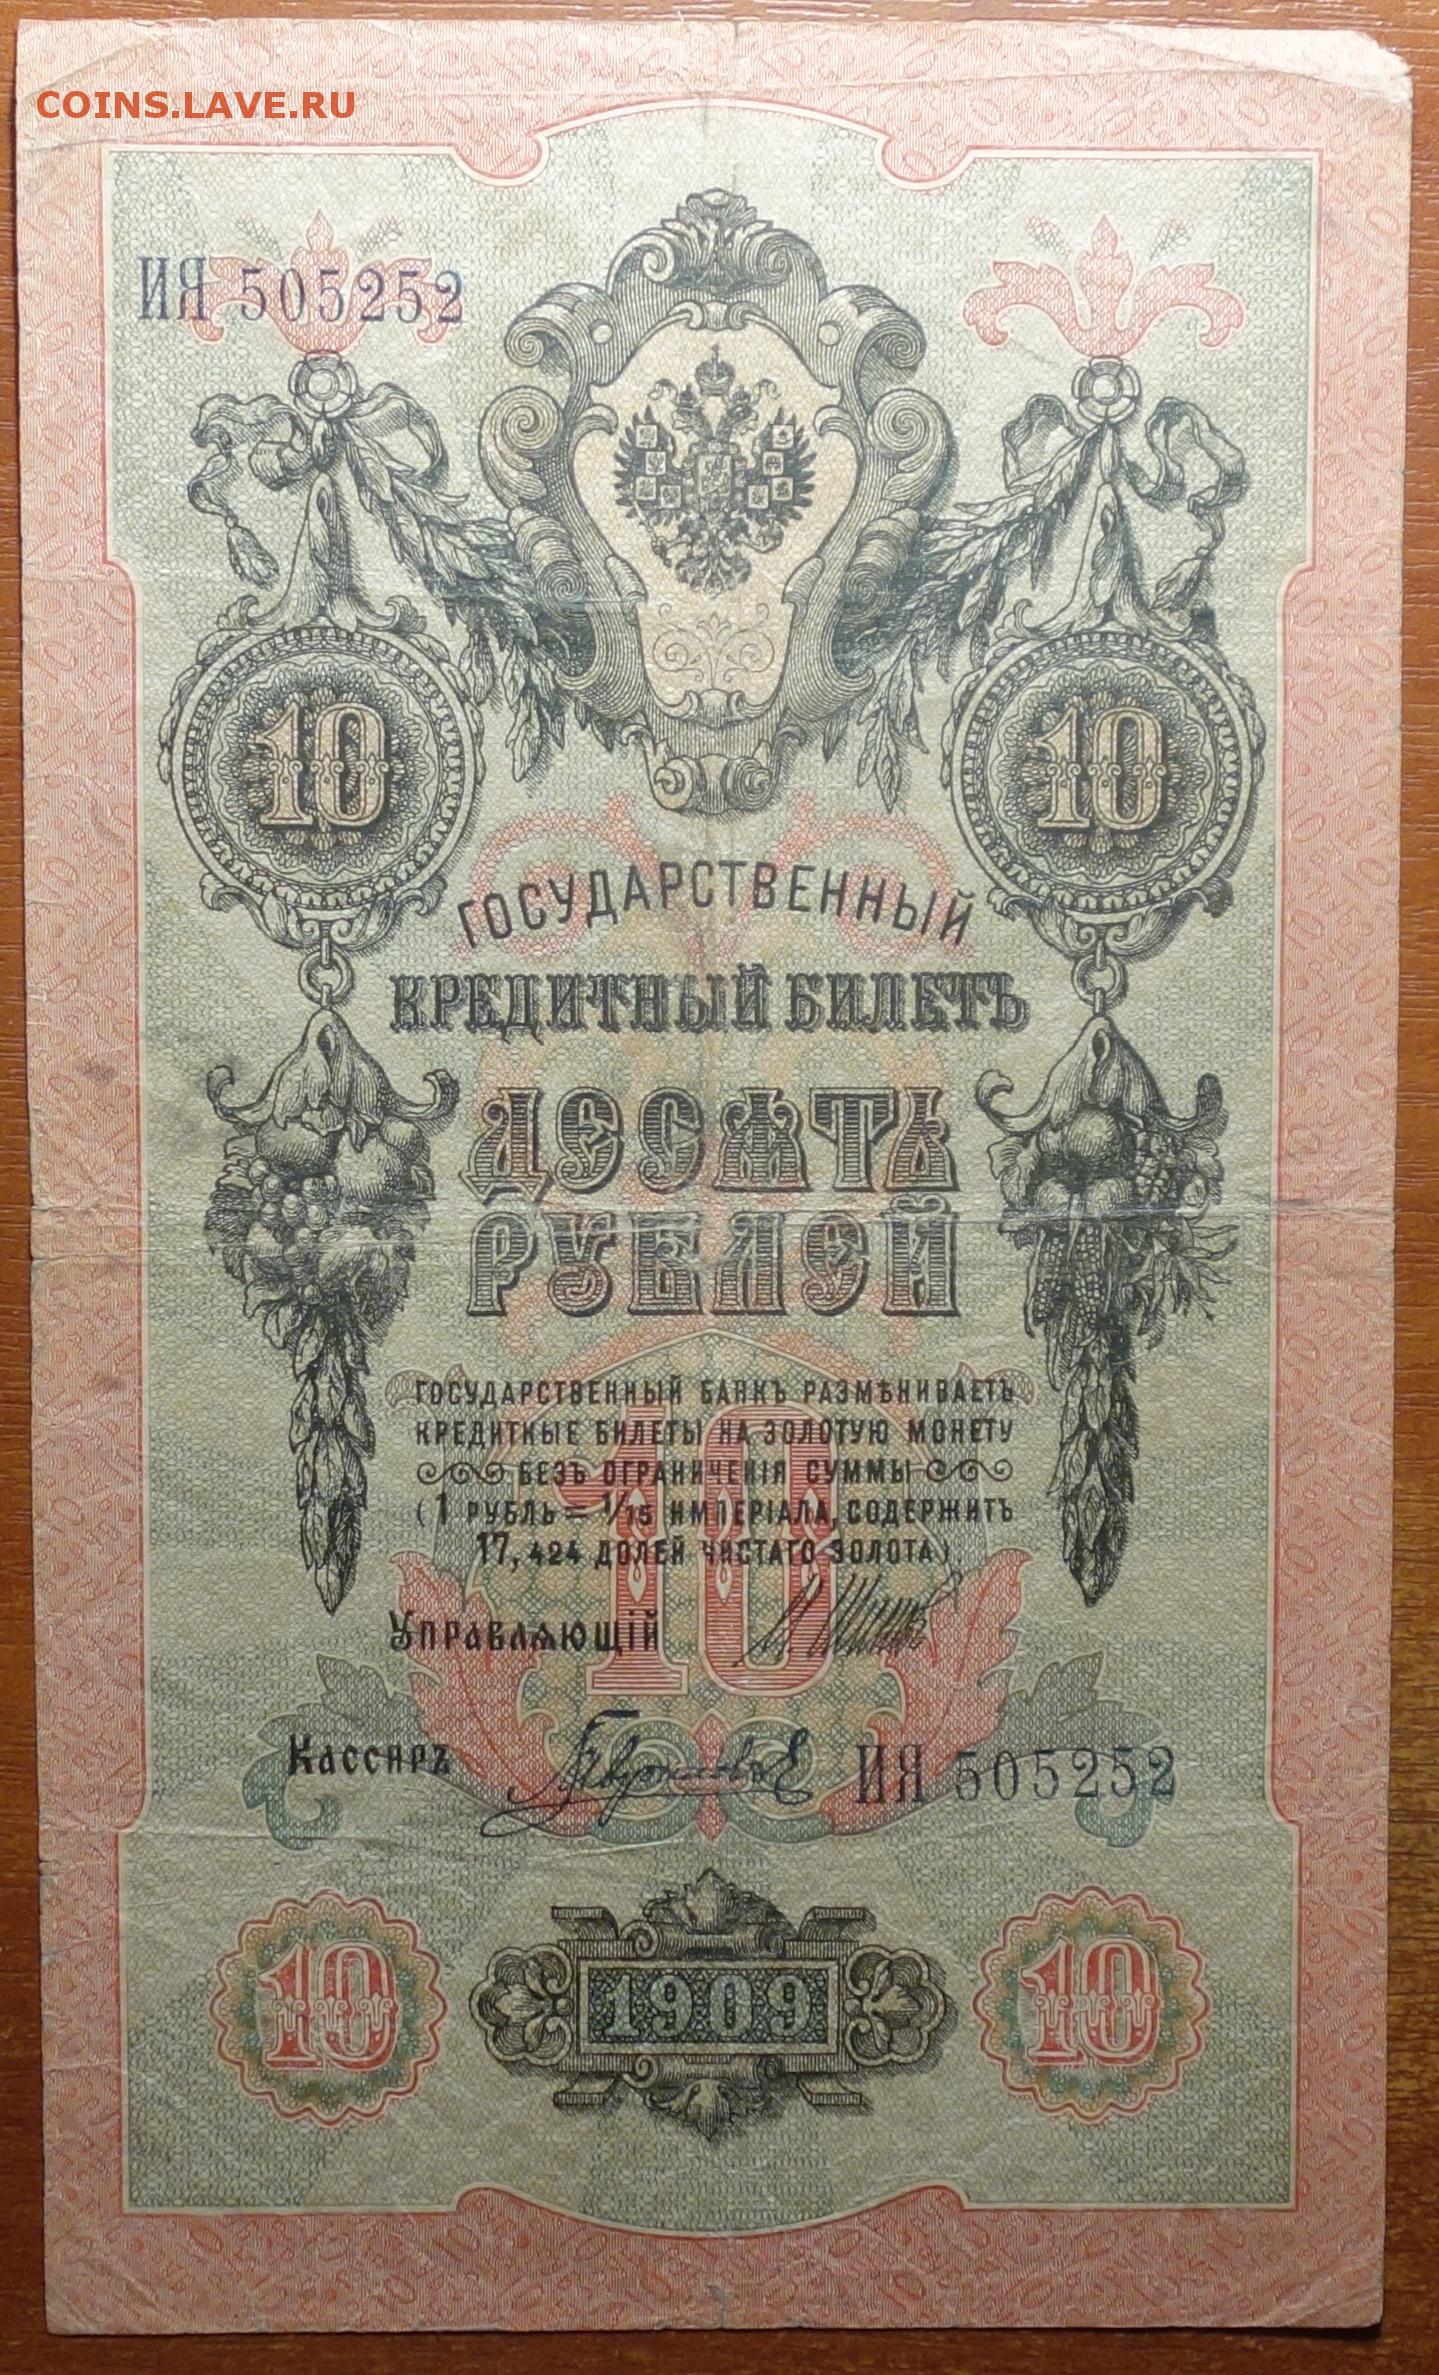 COINS.LAVE.RU
ИЯ 505252
10 10
ГОСУДАРСТВЕННЫЙ
КРЕДИТНЫЙ БИЛЕТЪ
ДЕСѦТЬ
РУБЛЕЙ
ГОСУДАРСТВЕННЫЙ БАНКЪ РАЗМѢНИВАЕТЪ
КРЕДИТНЫЕ БИЛЕТЫ НА ЗОЛОТУЮ МОНЕТУ
БЕЗЪ ОГРАНИЧЕНІЯ СУММЫ
(1 РУБЛЬ = 1/15 ИМПЕРІАЛА, СОДЕРЖИТЪ
17,424 ДОЛЕЙ ЧИСТАГО ЗОЛОТА).
10
УПРАВЛѦЮЩІЙ
КАССИРЪ
ИЯ 505252
10 1909 10